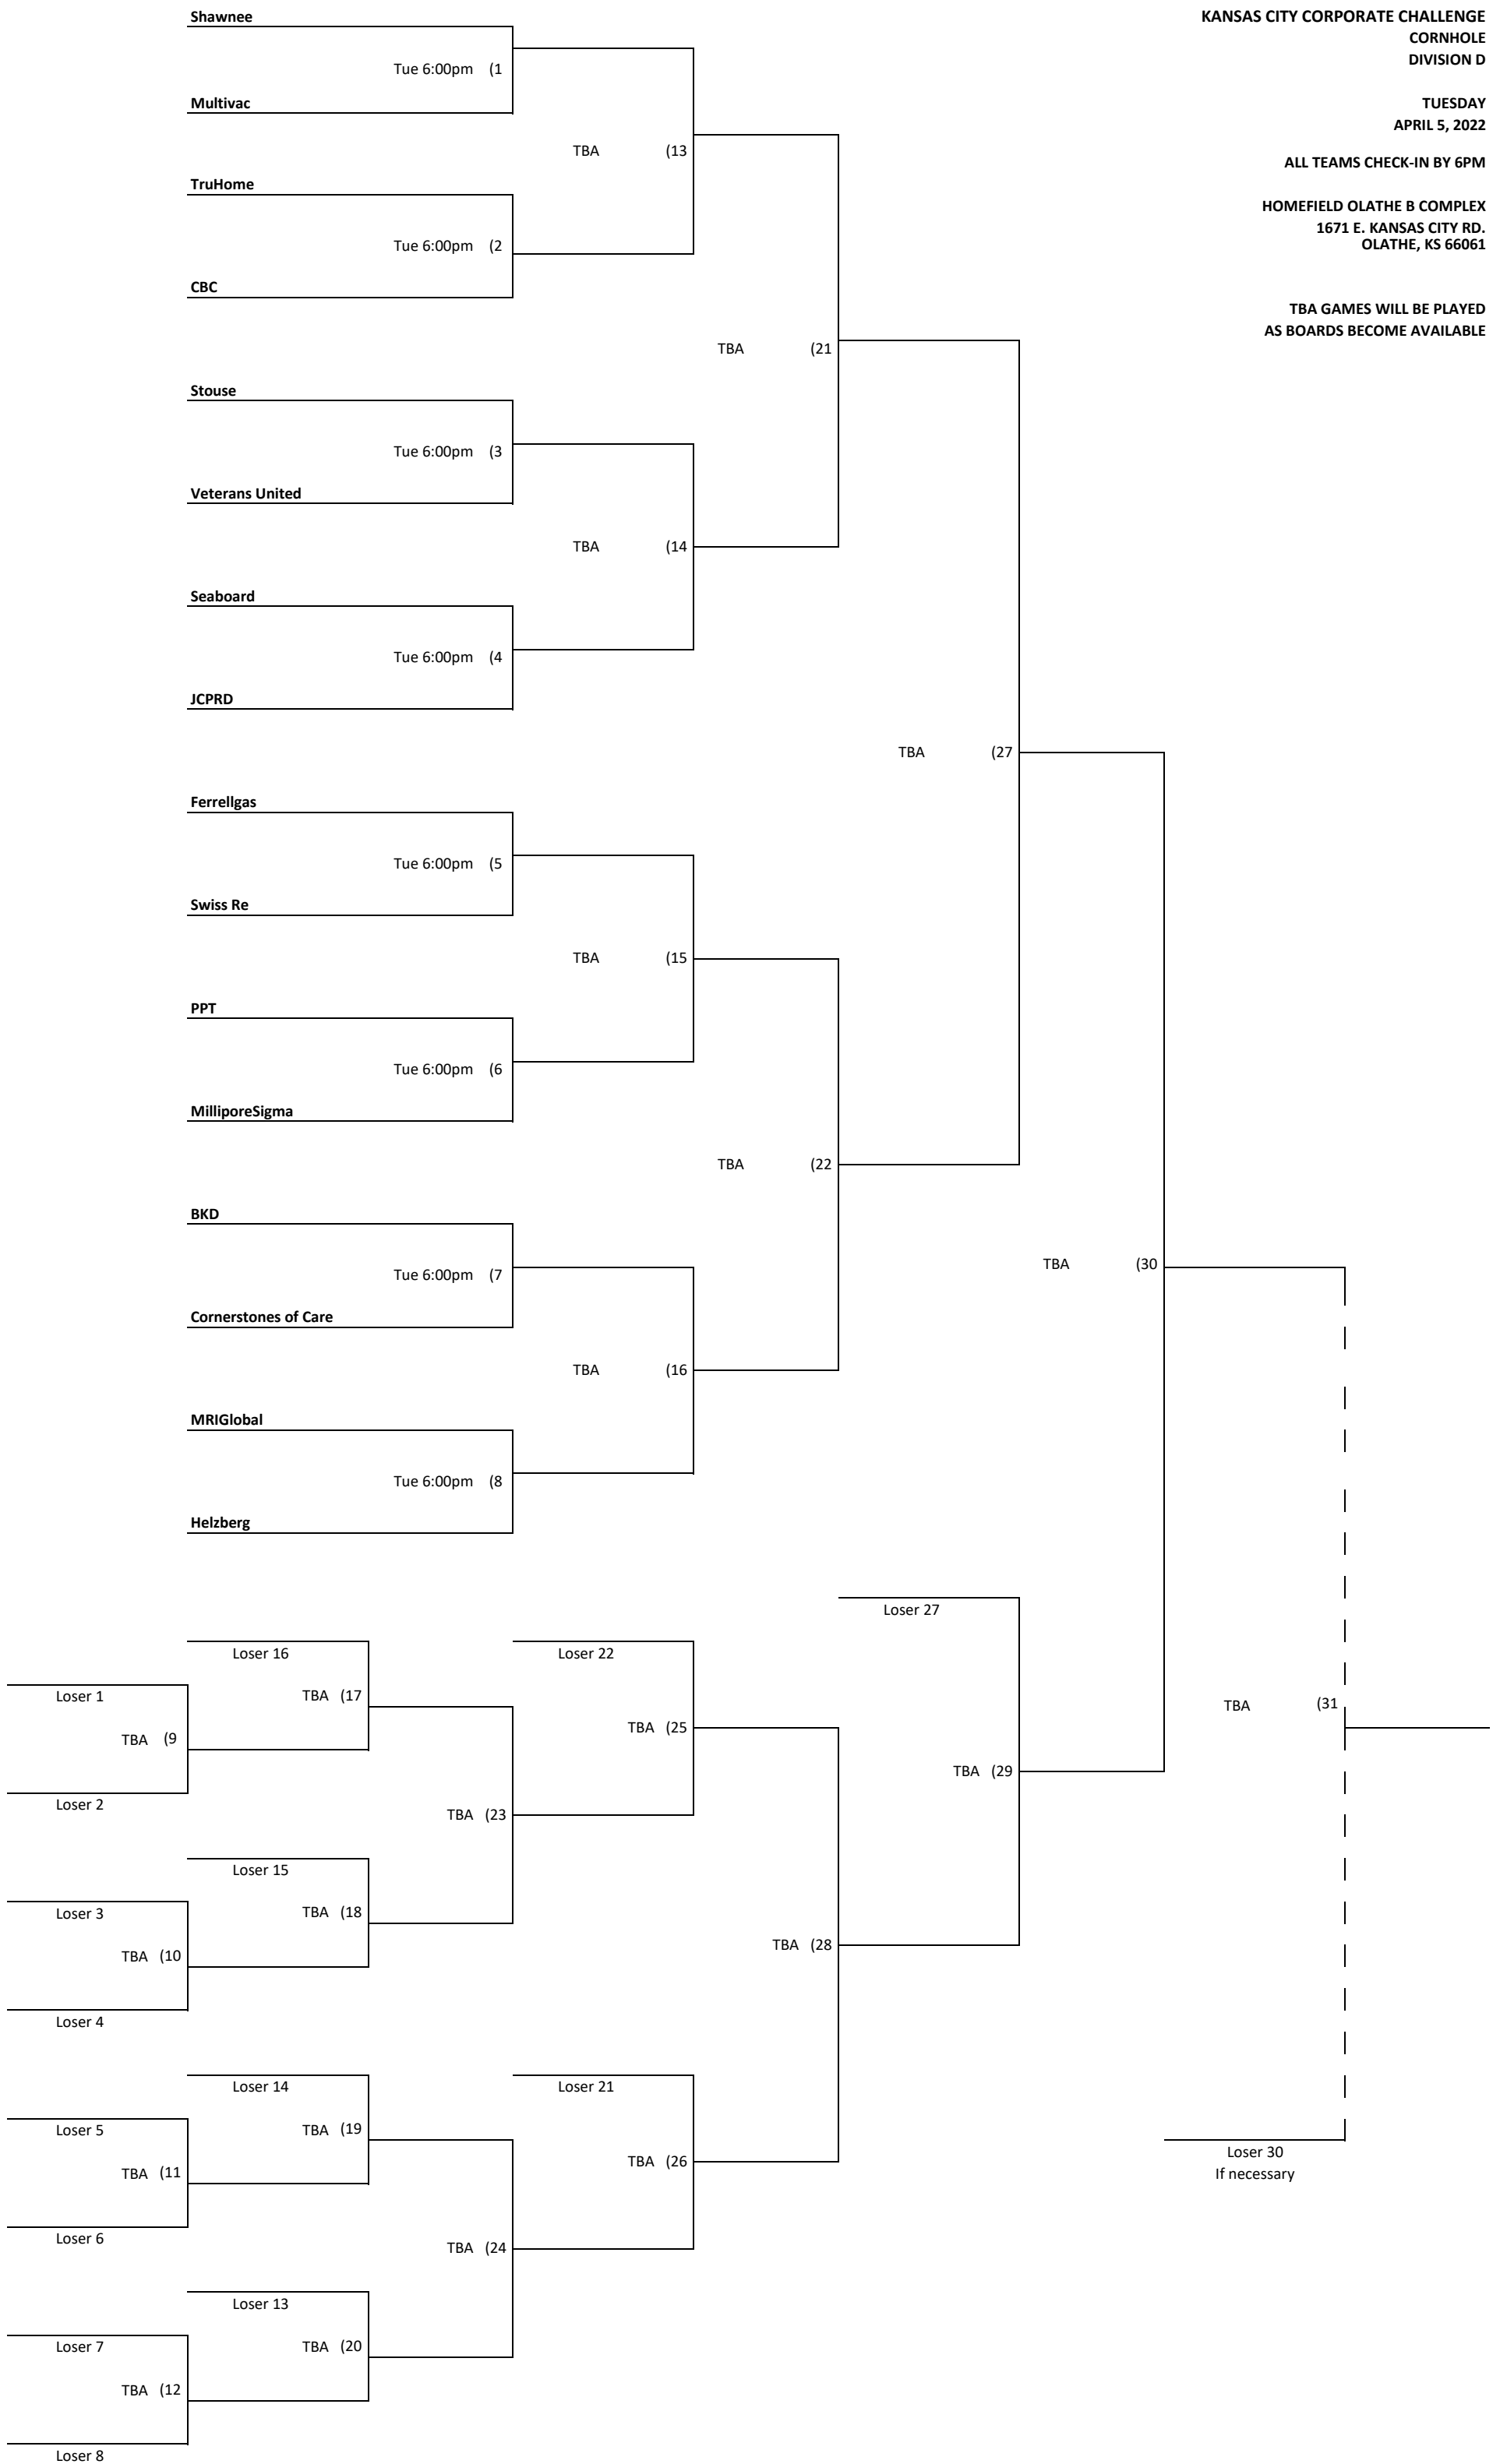 Shawnee
KANSAS CITY CORPORATE CHALLENGE
CORNHOLE
DIVISION D
Tue 6:00pm (1
Multivac
TUESDAY
APRIL 5, 2022
TBA (13
ALL TEAMS CHECK-IN BY 6PM
TruHome
HOMEFIELD OLATHE B COMPLEX
1671 E. KANSAS CITY RD.
OLATHE, KS 66061
Tue 6:00pm (2
CBC
TBA GAMES WILL BE PLAYED
AS BOARDS BECOME AVAILABLE
TBA (21
Stouse
Tue 6:00pm (3
Veterans United
TBA (14
Seaboard
Tue 6:00pm (4
JCPRD
TBA (27
Ferrellgas
Tue 6:00pm (5
Swiss Re
TBA (15
PPT
Tue 6:00pm (6
MilliporeSigma
TBA (22
BKD
Tue 6:00pm (7
TBA (30
Cornerstones of Care
TBA (16
MRIGlobal
Tue 6:00pm (8
Helzberg
Loser 27
Loser 16
Loser 22
Loser 1
TBA (17
TBA (31
TBA (9
TBA (25
TBA (29
Loser 2
TBA (23
Loser 15
Loser 3
TBA (18
TBA (28
TBA (10
Loser 4
Loser 14
Loser 21
Loser 5
TBA (19
Loser 30
If necessary
TBA (11
TBA (26
Loser 6
TBA (24
Loser 13
Loser 7
TBA (20
TBA (12
Loser 8